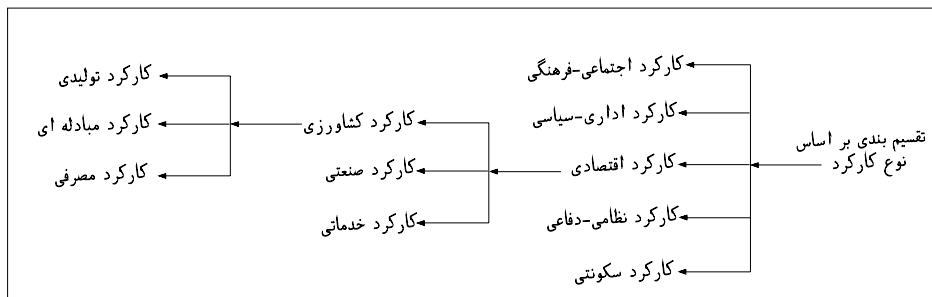 تقسیم بندی بر اساس
نوع کارکرد
کارکرد اجتماعی-فرهنگی
کارکرد اداری-سیاسی
کارکرد اقتصادی
کارکرد نظامی-دفاعی
کارکرد سکونتی
کارکرد کشاورزی
کارکرد صنعتی
کارکرد خدماتی
کارکرد تولیدی
کارکرد مبادله ای
کارکرد مصرفی